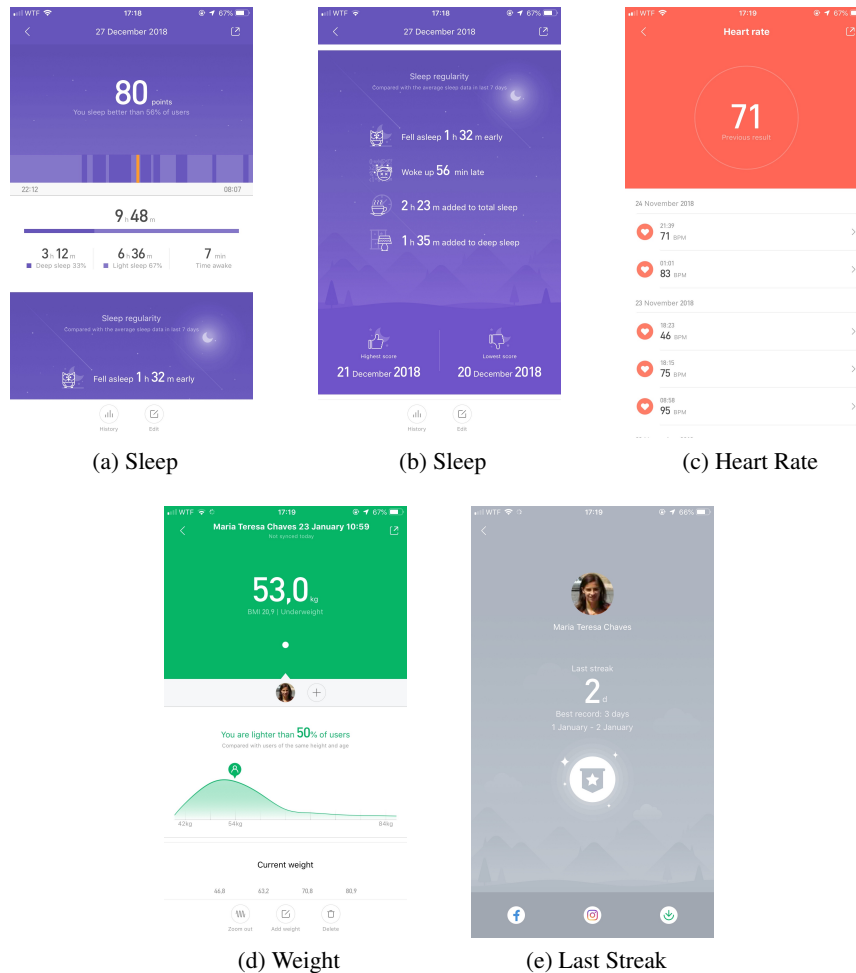 WTF 17:18 67%
27 December 2018
80 points
You sleep better than 56% of users
22:12 08:07
9 h 48 m
3 h 12 m 6 h 36 m 7 min
Deep sleep 33% Light sleep 67% Time awake
Sleep regularity
Compared with the average sleep data in last 7 days
Fell asleep 1 h 32 m early
History Edit
(a) Sleep
WTF 17:18 67%
27 December 2018
Sleep regularity
Compared with the average sleep data in last 7 days
Fell asleep 1 h 32 m early
Woke up 56 min late
2 h 23 m added to total sleep
1 h 35 m added to deep sleep
Highest score Lowest score
21 December 2018 20 December 2018
History Edit
(b) Sleep
WTF 17:19 67%
Heart rate
71
Previous result
24 November 2018
21:39
71 BPM
01:01
83 BPM
23 November 2018
18:23
46 BPM
18:15
75 BPM
08:58
95 BPM
(c) Heart Rate
WTF 17:19 67%
Maria Teresa Chaves 23 January 10:59
Not synced today
53,0 kg
BMI 20,9 | Underweight
You are lighter than 50% of users
Compared with users of the same height and age
42kg 54kg 84kg
Current weight
46.8 63.2 70.8 80.9
Zoom out Add weight Delete
(d) Weight
WTF 17:19 66%
Maria Teresa Chaves
Last streak
2 d
Best record: 3 days
1 January - 2 January
(e) Last Streak